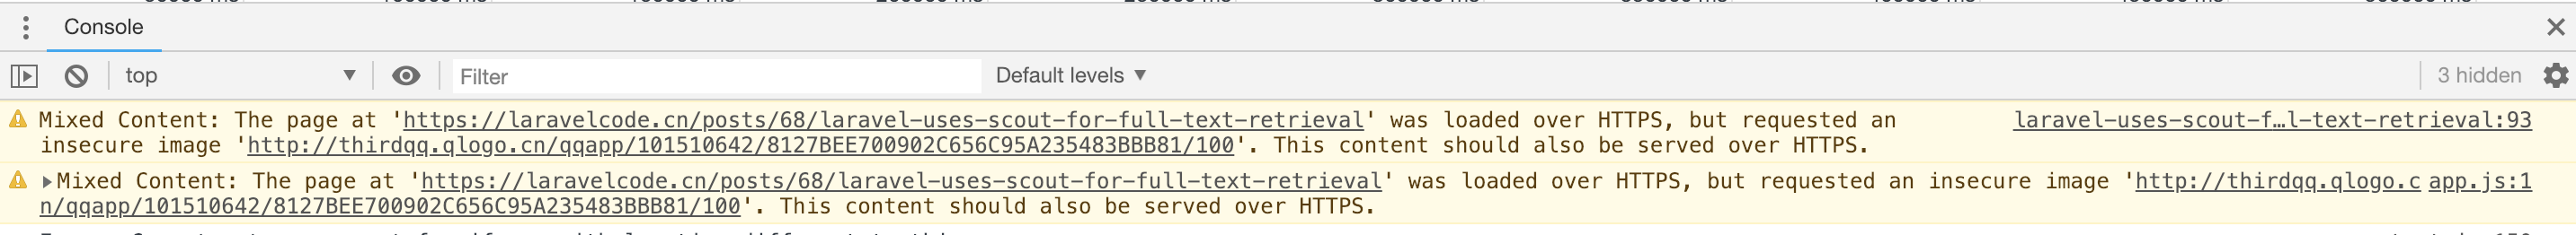 Console
top
Filter
Default levels
3 hidden
Mixed Content: The page at 'https://laravelcode.cn/posts/68/laravel-uses-scout-for-full-text-retrieval' was loaded over HTTPS, but requested an laravel-uses-scout-f…l-text-retrieval:93
insecure image 'http://thirdqq.qlogo.cn/qqapp/101510642/8127BEE700902C656C95A235483BBB81/100'. This content should also be served over HTTPS.
Mixed Content: The page at 'https://laravelcode.cn/posts/68/laravel-uses-scout-for-full-text-retrieval' was loaded over HTTPS, but requested an insecure image 'http://thirdqq.qlogo.c app.js:1
n/qqapp/101510642/8127BEE700902C656C95A235483BBB81/100'. This content should also be served over HTTPS.